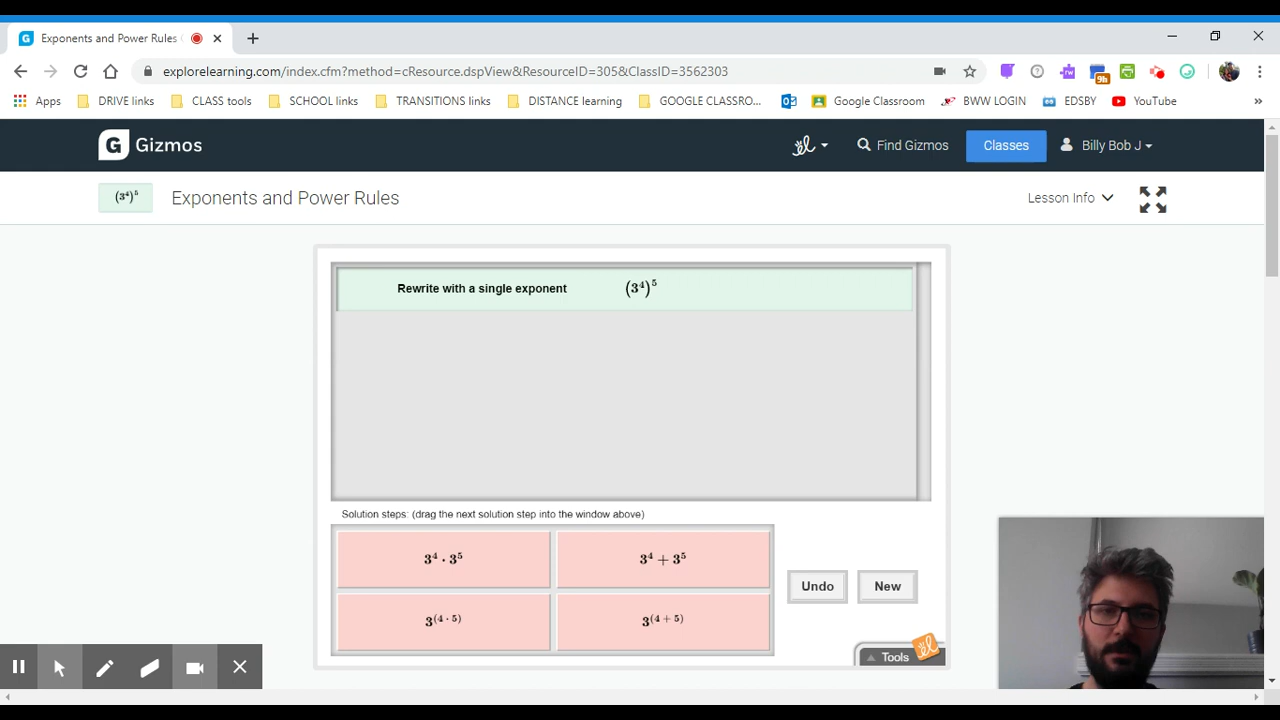 Exponents and Power Rules
explorelearning.com/index.cfm?method=cResource.dspView&ResourceID=305&ClassID=3562303
9h
Apps DRIVE links CLASS tools SCHOOL links TRANSITIONS links DISTANCE learning GOOGLE CLASSRO... Google Classroom BWW LOGIN EDSBY YouTube »
G Gizmos Find Gizmos Classes Billy Bob J
(3⁴)⁵ Exponents and Power Rules Lesson Info
Rewrite with a single exponent (3⁴)⁵
Solution steps: (drag the next solution step into the window above)
3⁴ · 3⁵ 3⁴ + 3⁵
Undo New
3^(4 · 5) 3^(4 + 5)
Tools